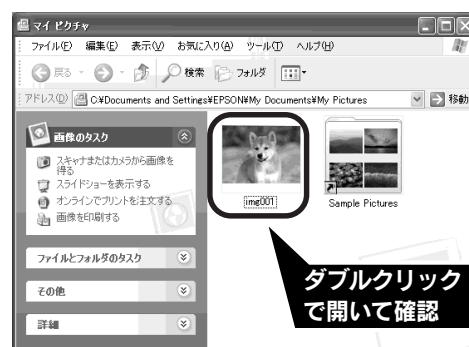 マイ ピクチャ
ファイル(F) 編集(E) 表示(V) お気に入り(A) ツール(T) ヘルプ(H)
戻る 検索 フォルダ
アドレス(D) C:¥Documents and Settings¥EPSON¥My Documents¥My Pictures 移動
画像のタスク
スキャナまたはカメラから画像を
得る
スライドショーを表示する
オンラインでプリントを注文する
画像を印刷する
img001
Sample Pictures
ファイルとフォルダのタスク
その他
詳細
ダブルクリック
で開いて確認